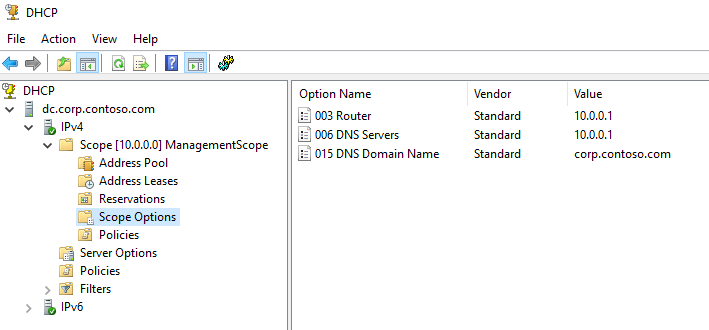 DHCP
File Action View Help
DHCP
dc.corp.contoso.com
IPv4
Scope [10.0.0.0] ManagementScope
Address Pool
Address Leases
Reservations
Scope Options
Policies
Server Options
Policies
Filters
IPv6
Option Name Vendor Value
003 Router Standard 10.0.0.1
006 DNS Servers Standard 10.0.0.1
015 DNS Domain Name Standard corp.contoso.com